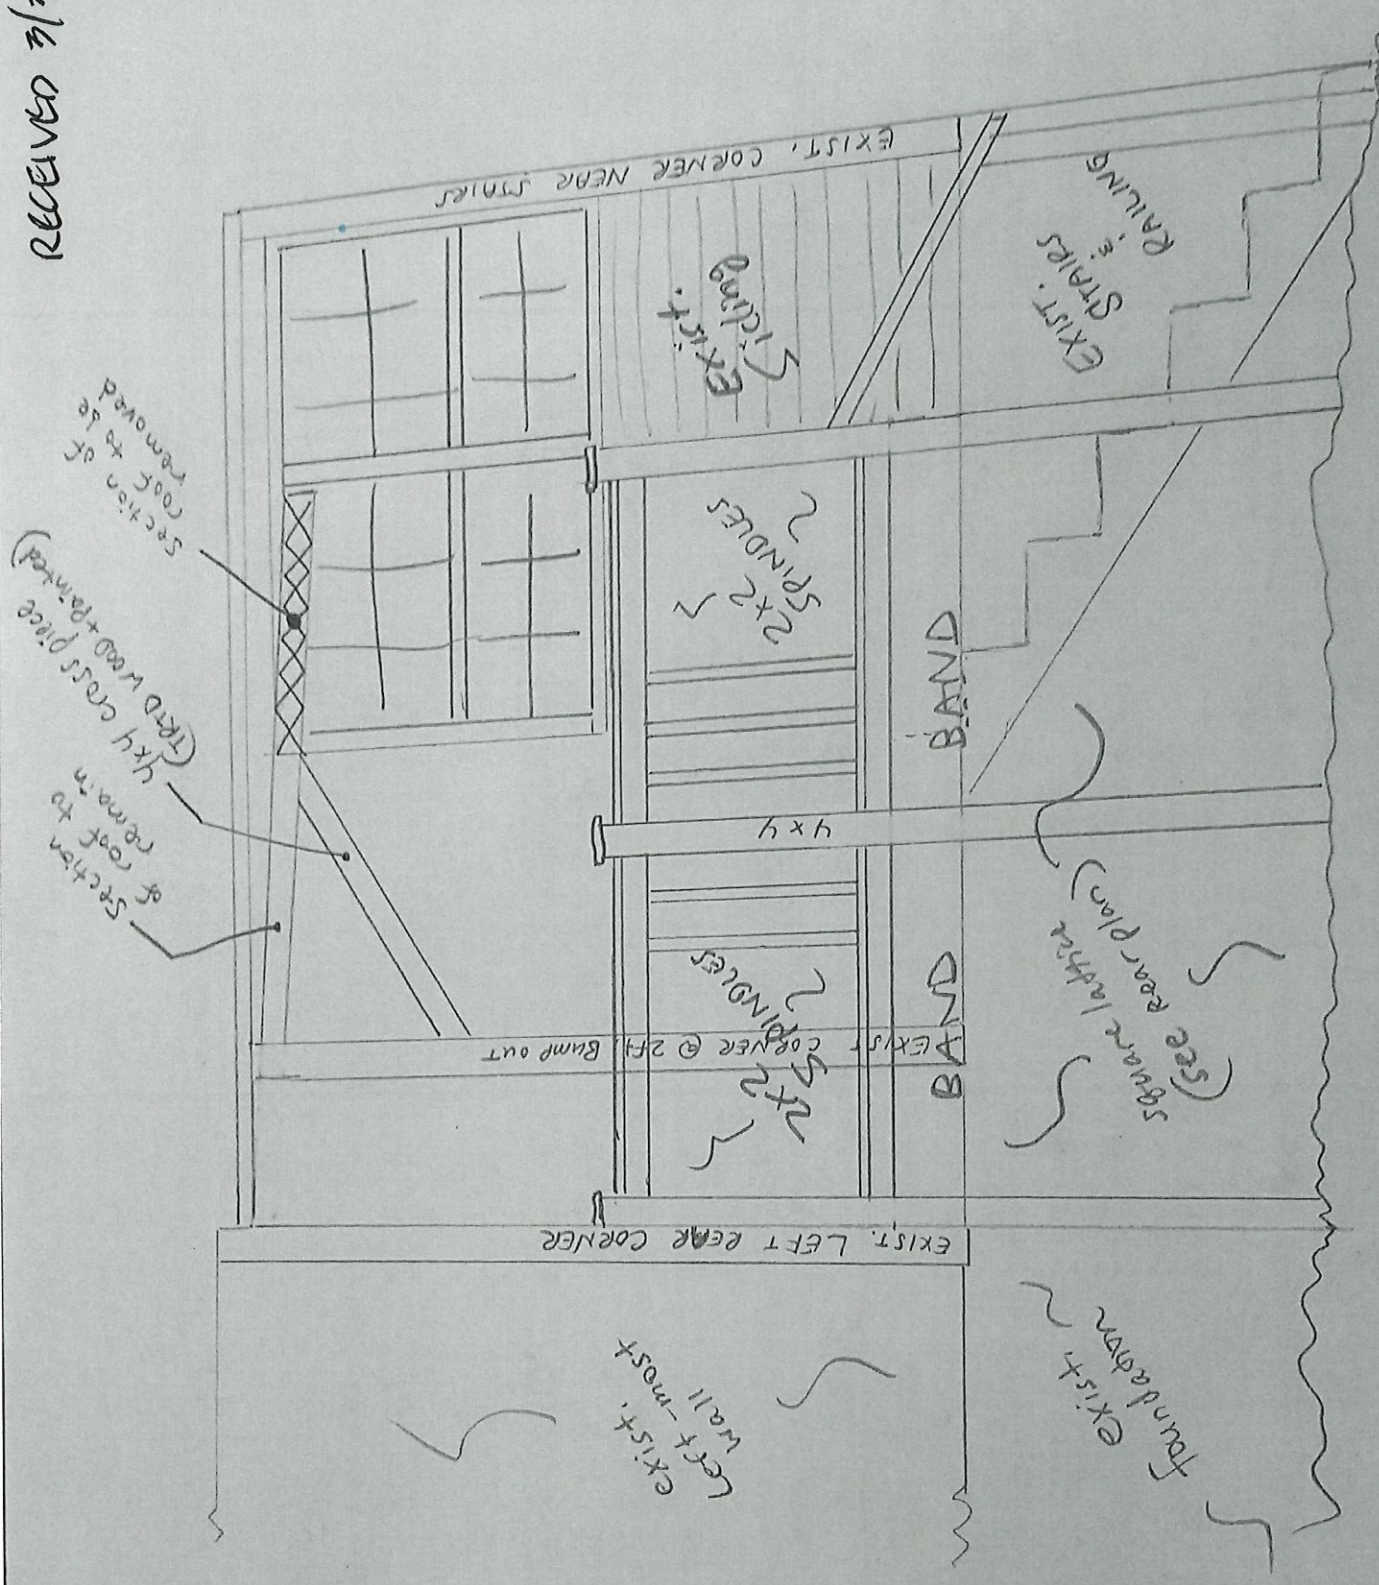 RECEIVED 3/
section of
roof to be
removed
4x4 cross piece
(TRTD WOOD + Painted)
section
of roof to
remain
EXIST. CORNER NEAR STAIRS
EXIST.
Siding
EXIST.
STAIRS
&
RAILING
2x2
SPINDLES
BAND
4x4
square lattice
(see rear plan)
EXIST CORNER @ 2ft. Bump out
2x2
SPINDLES
BAND
EXIST. LEFT REAR CORNER
exist.
Left-most
wall
exist.
foundation